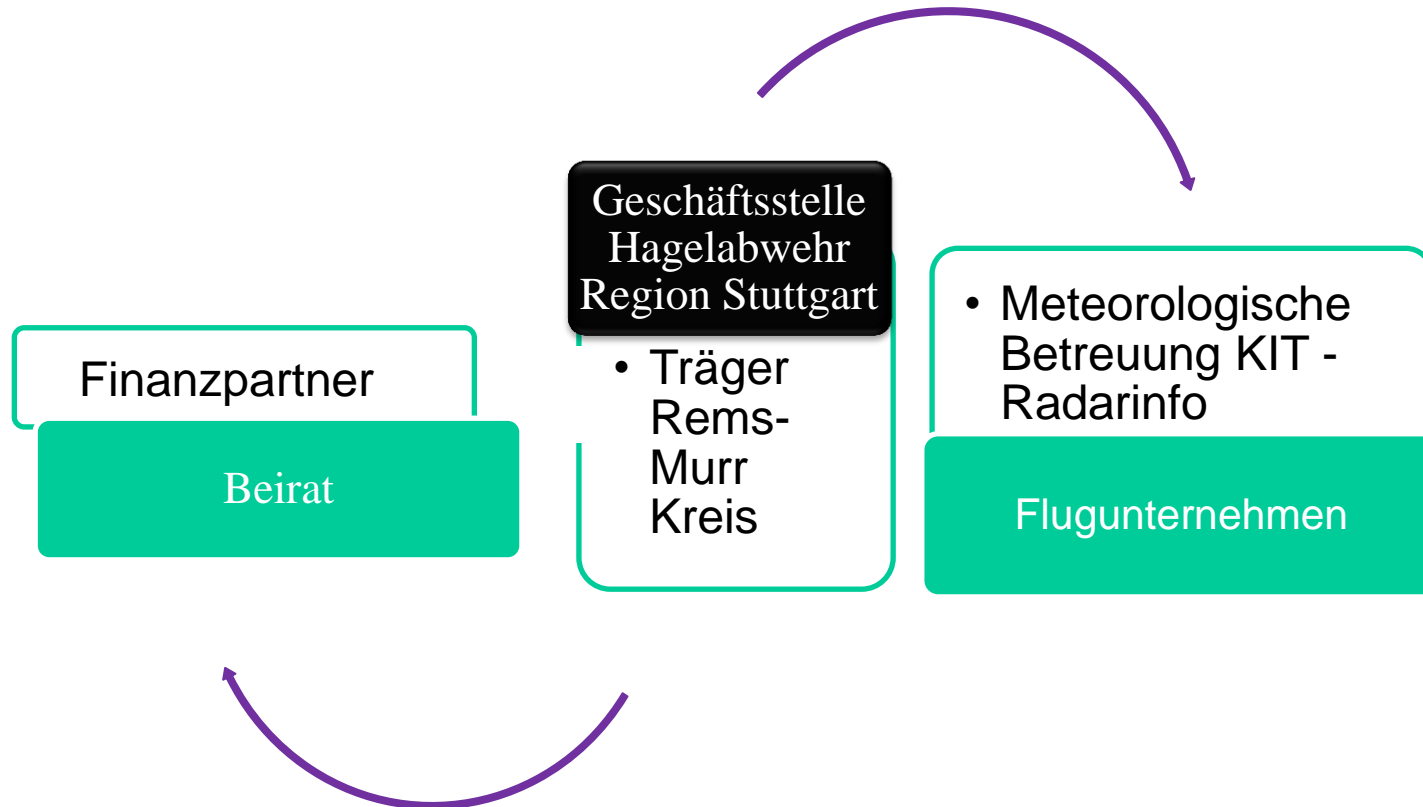 Finanzpartner
Beirat
Geschäftsstelle
Hagelabwehr
Region Stuttgart
• Träger
Rems-
Murr
Kreis
• Meteorologische
Betreuung KIT -
Radarinfo
Flugunternehmen